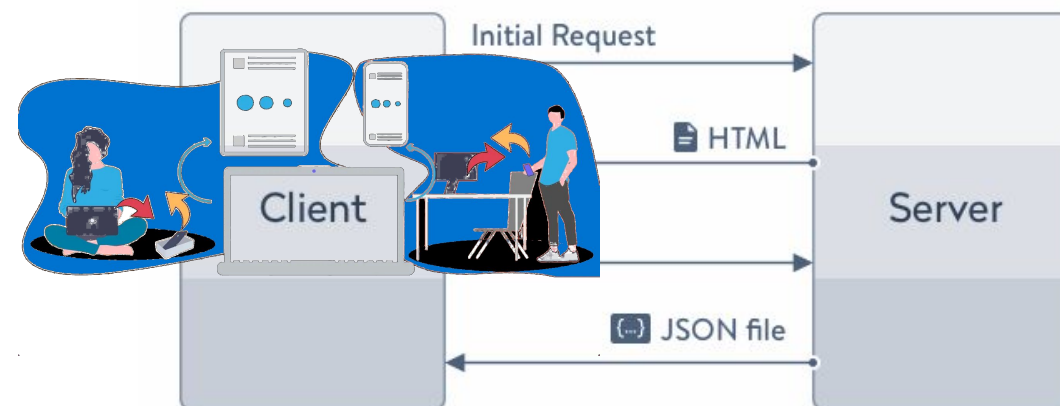 Initial Request
HTML
Client
Server
{...} JSON file